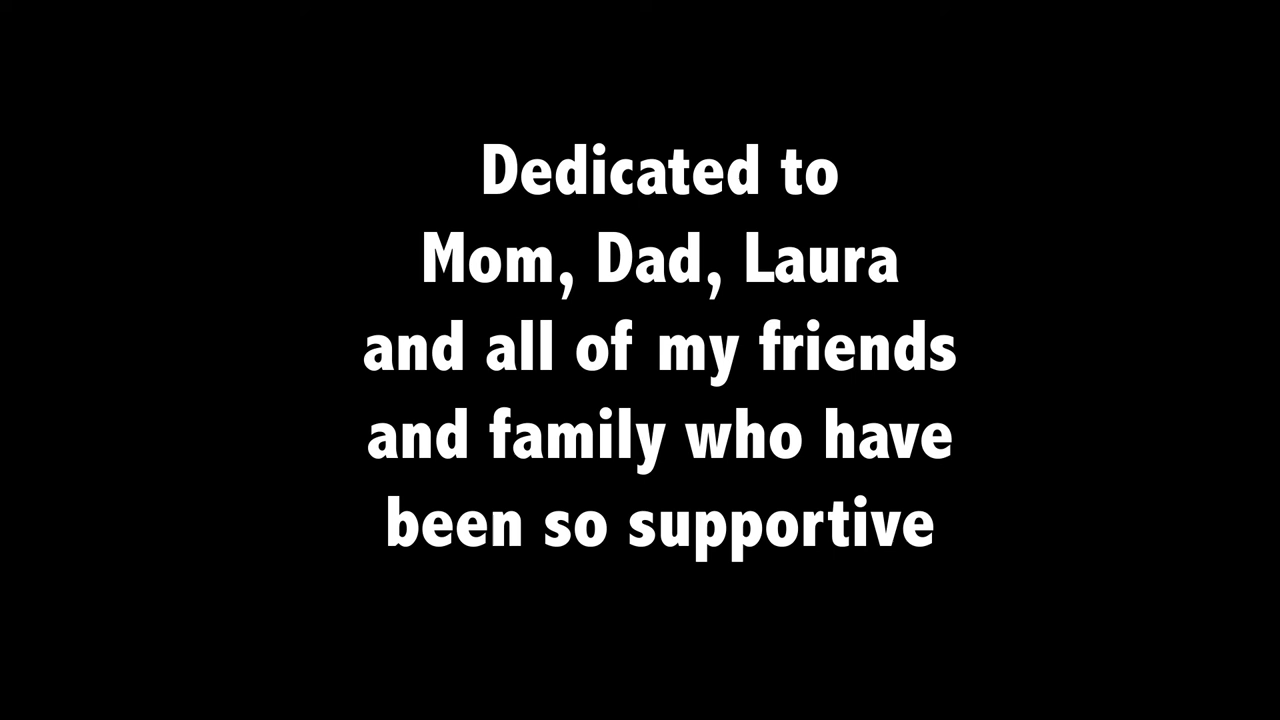 Dedicated to
Mom, Dad, Laura
and all of my friends
and family who have
been so supportive